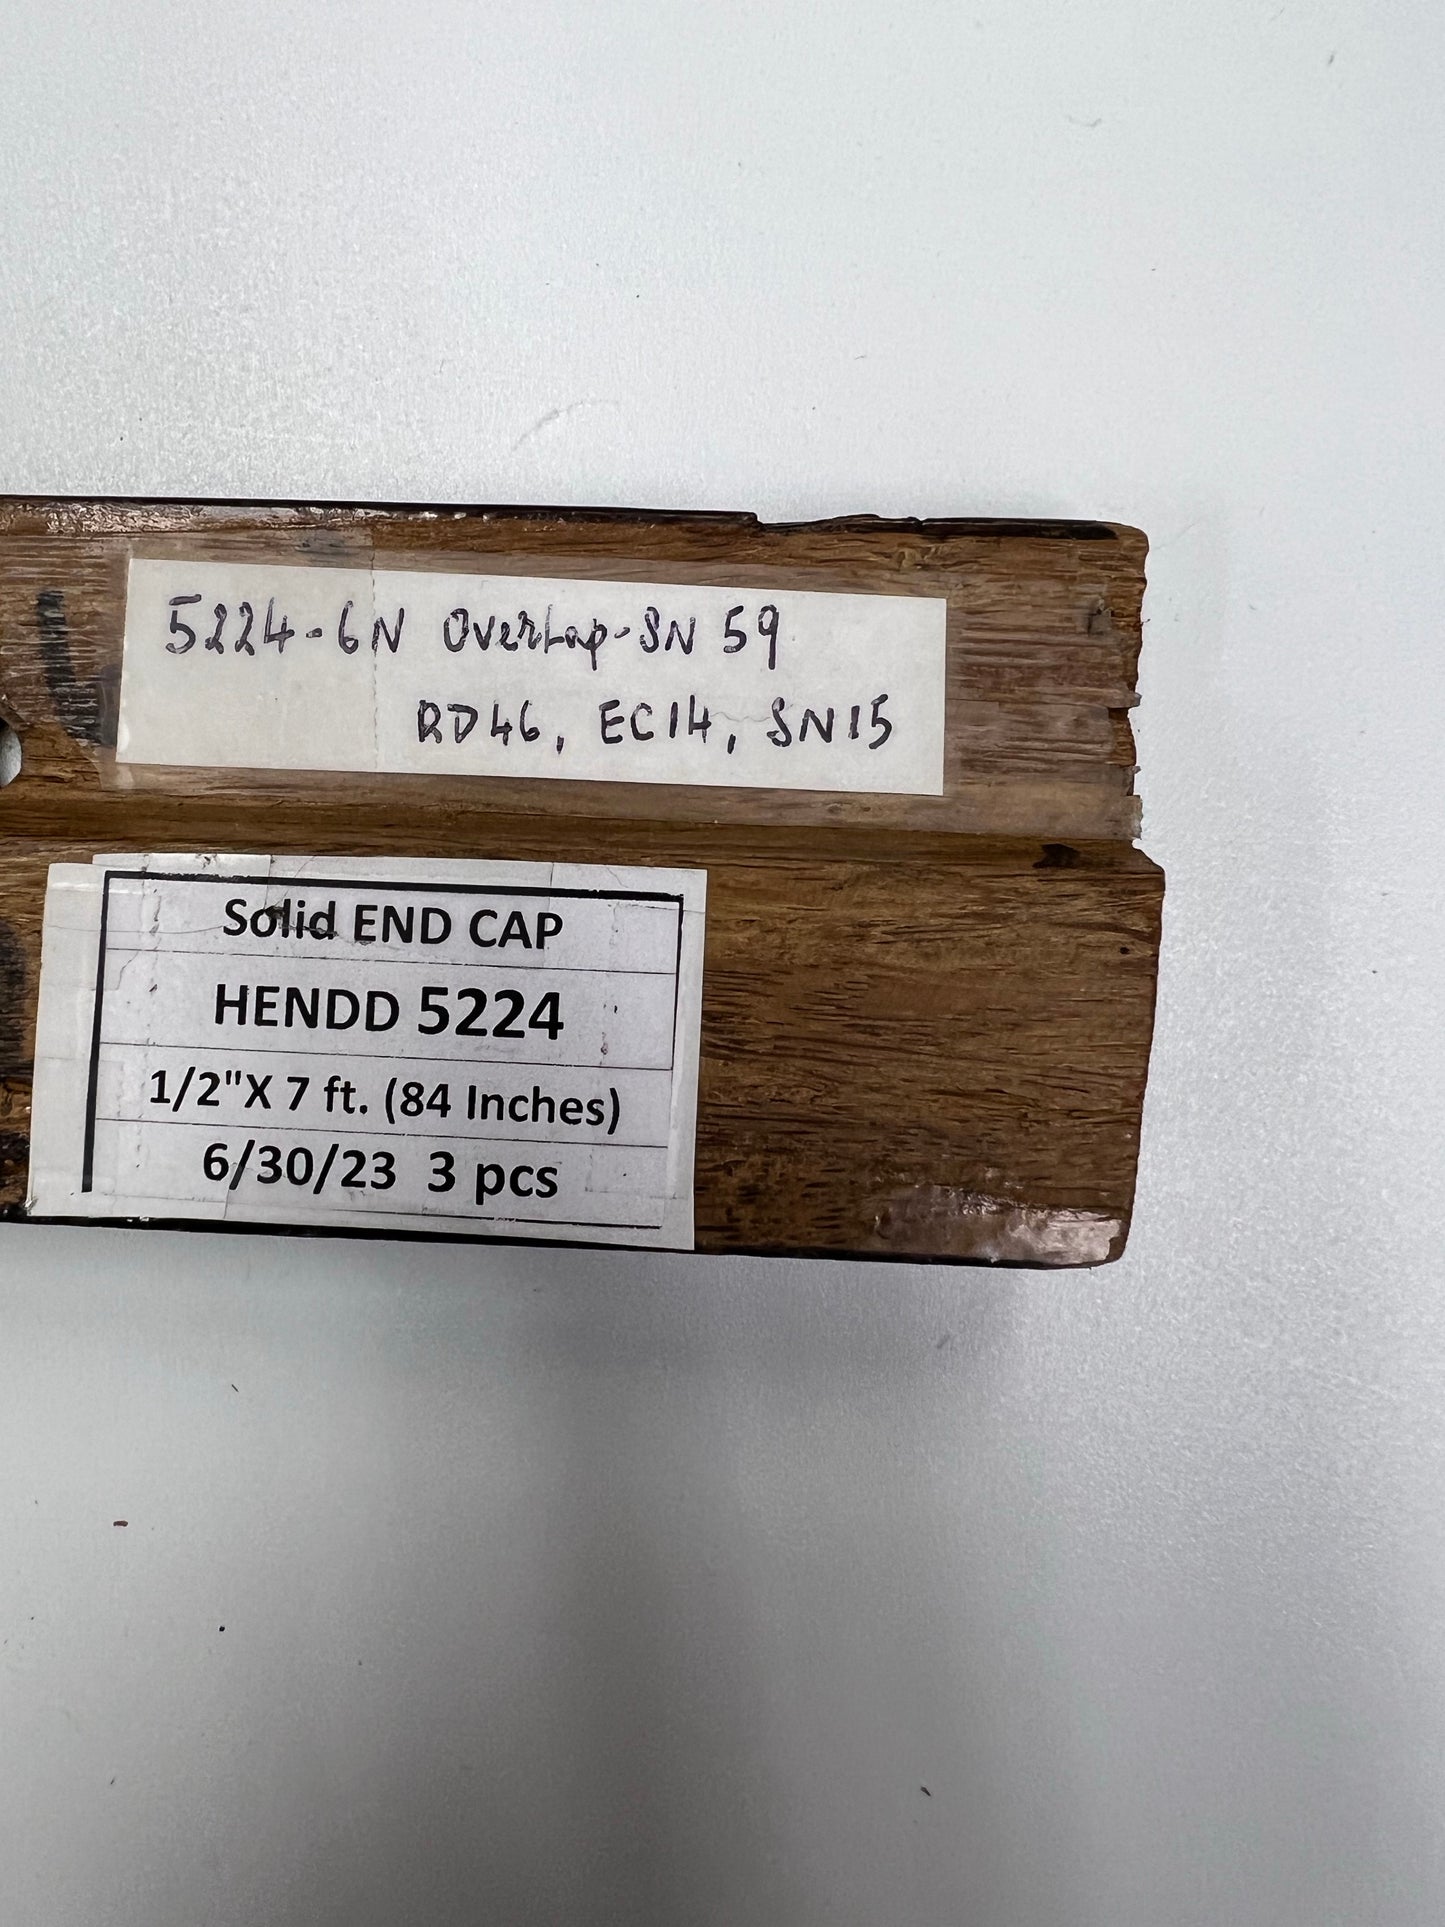 5224-6N Overlap-SN 59
RD46, EC14, SN15
Solid END CAP
HENDD 5224
1/2"X 7 ft. (84 Inches)
6/30/23 3 pcs